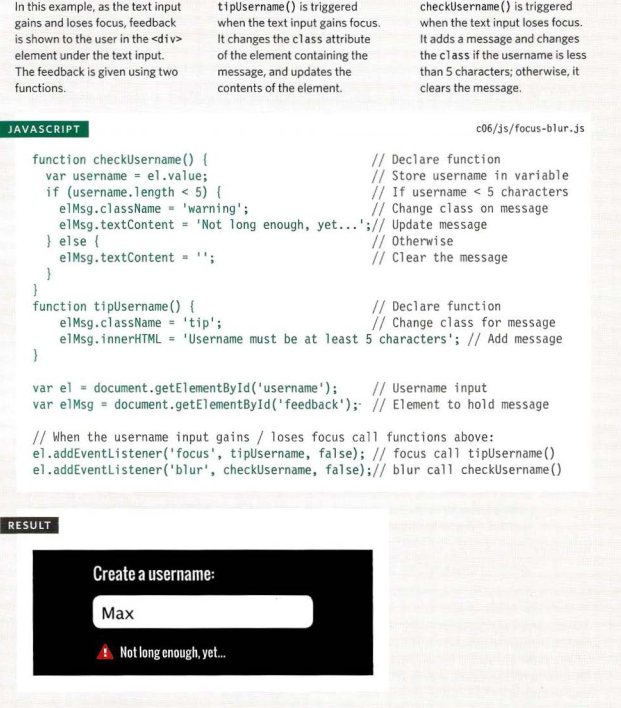 In this example, as the text input
gains and loses focus, feedback
is shown to the user in the <div>
element under the text input.
The feedback is given using two
functions.
tipUsername() is triggered
when the text input gains focus.
It changes the class attribute
of the element containing the
message, and updates the
contents of the element.
checkUsername() is triggered
when the text input loses focus.
It adds a message and changes
the class if the username is less
than 5 characters; otherwise, it
clears the message.
JAVASCRIPT c06/js/focus-blur.js
function checkUsername() { // Declare function
var username = el.value; // Store username in variable
if (username.length < 5) { // If username < 5 characters
elMsg.className = 'warning'; // Change class on message
elMsg.textContent = 'Not long enough, yet...';// Update message
} else { // Otherwise
elMsg.textContent = ''; // Clear the message
}
}
function tipUsername() { // Declare function
elMsg.className = 'tip'; // Change class for message
elMsg.innerHTML = 'Username must be at least 5 characters'; // Add message
}
var el = document.getElementById('username'); // Username input
var elMsg = document.getElementById('feedback'); // Element to hold message
// When the username input gains / loses focus call functions above:
el.addEventListener('focus', tipUsername, false); // focus call tipUsername()
el.addEventListener('blur', checkUsername, false);// blur call checkUsername()
RESULT
Create a username:
Max
Not long enough, yet...